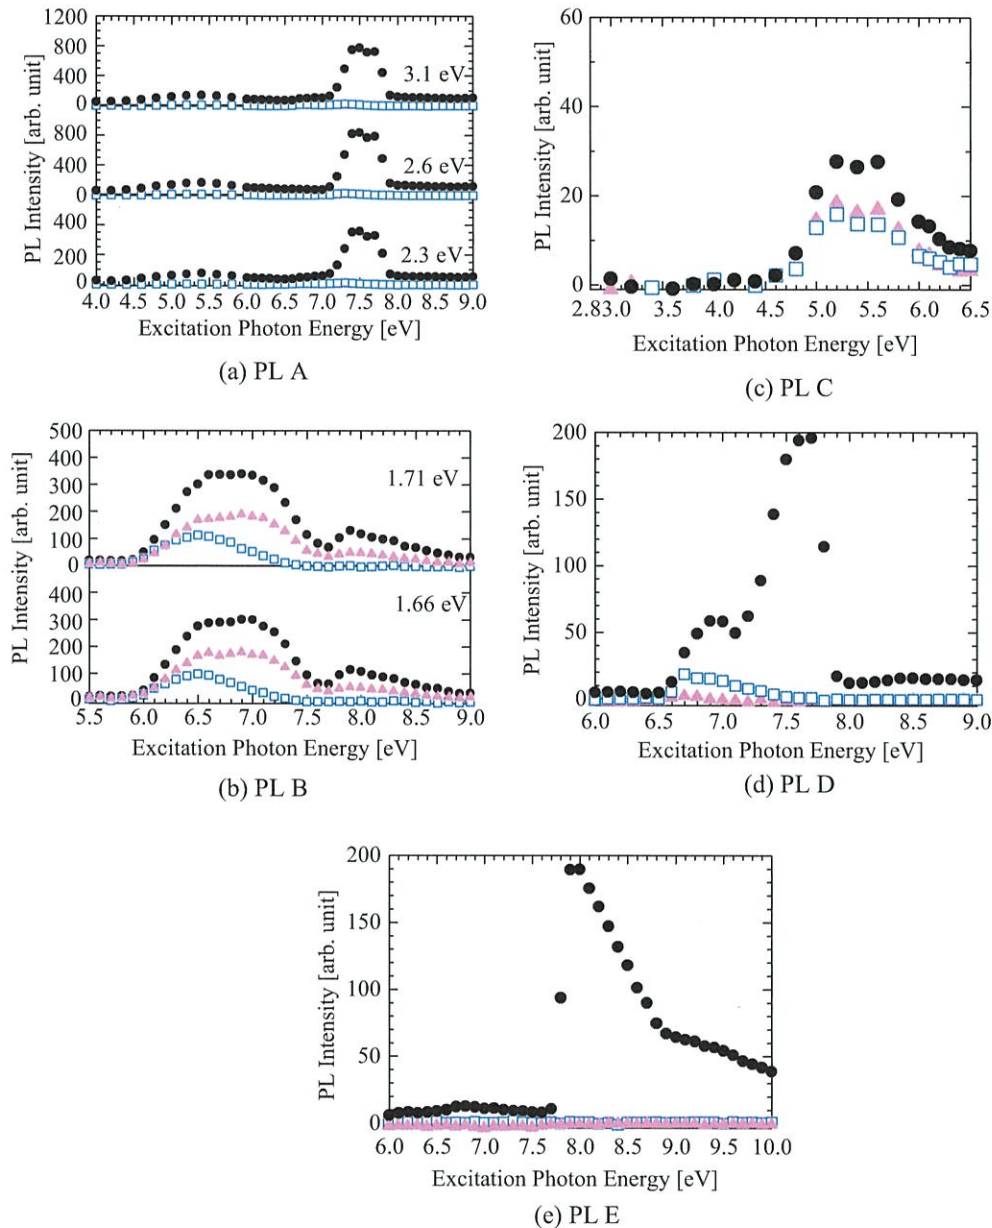 1200
800
400
0
800
400
0
400
200
0
3.1 eV
2.6 eV
2.3 eV
PL Intensity [arb. unit]
4.0 4.5 5.0 5.5 6.0 6.5 7.0 7.5 8.0 8.5 9.0
Excitation Photon Energy [eV]
(a) PL A
60
40
20
0
PL Intensity [arb. unit]
2.83.0 3.5 4.0 4.5 5.0 5.5 6.0 6.5
Excitation Photon Energy [eV]
(c) PL C
500
400
300
200
100
0
400
300
200
100
0
1.71 eV
1.66 eV
PL Intensity [arb. unit]
PL Intensity [arb. unit]
5.5 6.0 6.5 7.0 7.5 8.0 8.5 9.0
Excitation Photon Energy [eV]
(b) PL B
200
150
100
50
0
PL Intensity [arb. unit]
6.0 6.5 7.0 7.5 8.0 8.5 9.0
Excitation Photon Energy [eV]
(d) PL D
200
150
100
50
0
PL Intensity [arb. unit]
6.0 6.5 7.0 7.5 8.0 8.5 9.0 9.5 10.0
Excitation Photon Energy [eV]
(e) PL E